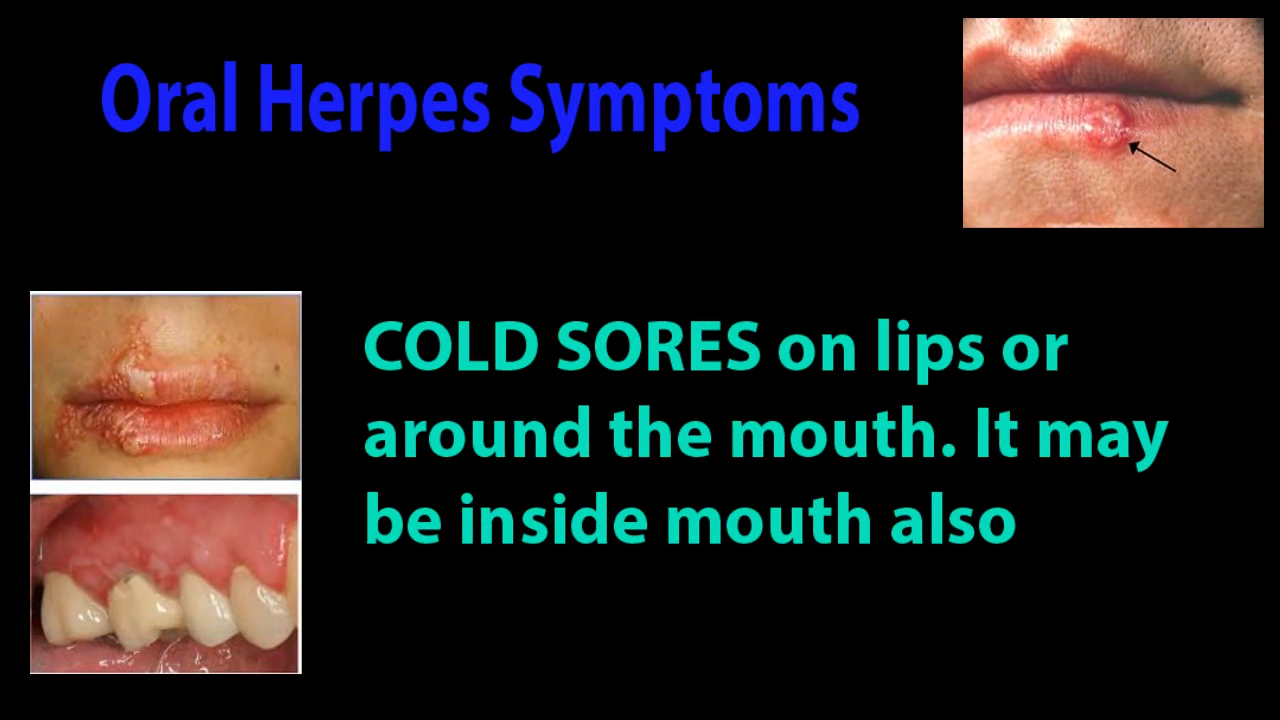 Oral Herpes Symptoms
COLD SORES on lips or
around the mouth. It may
be inside mouth also